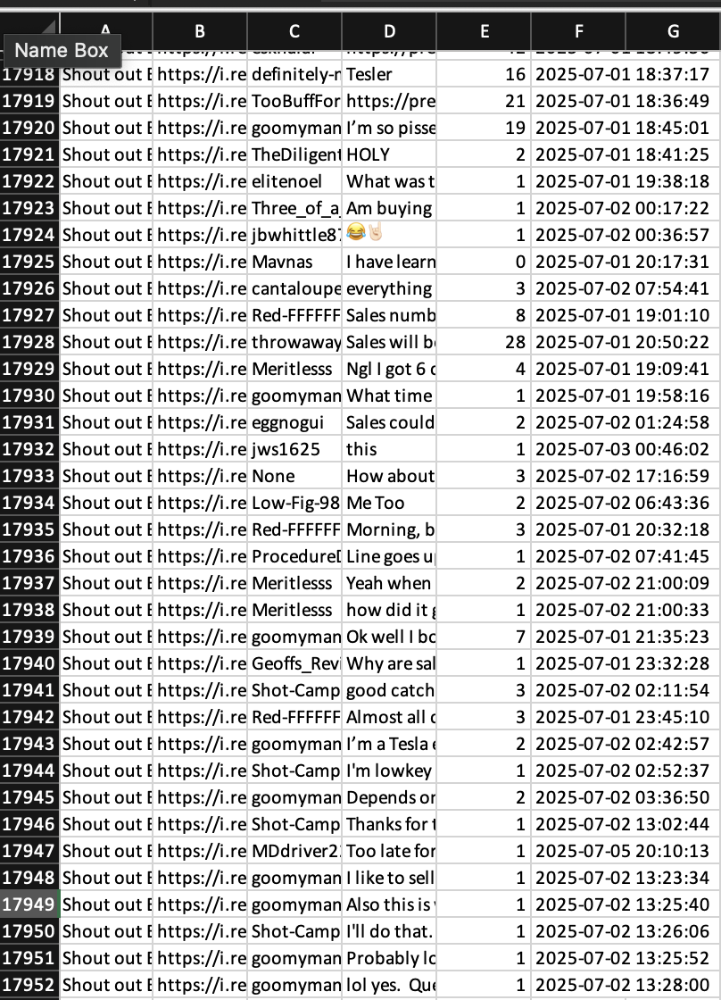 A B C D E F G
Name Box
17918 Shout out https://i.re definitely-r Tesler 16 2025-07-01 18:37:17
17919 Shout out https://i.re TooBuffFor https://pre 21 2025-07-01 18:36:49
17920 Shout out https://i.re goomyman I’m so pisse 19 2025-07-01 18:45:01
17921 Shout out https://i.re TheDiligent HOLY 2 2025-07-01 18:41:25
17922 Shout out https://i.re elitenoel What was t 1 2025-07-01 19:38:18
17923 Shout out https://i.re Three_of_a_ Am buying 1 2025-07-02 00:17:22
17924 Shout out https://i.re jbwhittle87 😂🤘🏻 1 2025-07-02 00:36:57
17925 Shout out https://i.re Mavnas I have learn 0 2025-07-01 20:17:31
17926 Shout out https://i.re cantaloupe everything 3 2025-07-02 07:54:41
17927 Shout out https://i.re Red-FFFFFF Sales numb 8 2025-07-01 19:01:10
17928 Shout out https://i.re throwaway Sales will be 28 2025-07-01 20:50:22
17929 Shout out https://i.re Meritlesss Ngl I got 6 c 4 2025-07-01 19:09:41
17930 Shout out https://i.re goomyman What time 1 2025-07-01 19:58:16
17931 Shout out https://i.re eggnogui Sales could 2 2025-07-02 01:24:58
17932 Shout out https://i.re jws1625 this 1 2025-07-03 00:46:02
17933 Shout out https://i.re None How about 3 2025-07-02 17:16:59
17934 Shout out https://i.re Low-Fig-98 Me Too 2 2025-07-02 06:43:36
17935 Shout out https://i.re Red-FFFFFF Morning, b 3 2025-07-01 20:32:18
17936 Shout out https://i.re Procedure Line goes up 1 2025-07-02 07:41:45
17937 Shout out https://i.re Meritlesss Yeah when 2 2025-07-02 21:00:09
17938 Shout out https://i.re Meritlesss how did it g 1 2025-07-02 21:00:33
17939 Shout out https://i.re goomyman Ok well I bo 7 2025-07-01 21:35:23
17940 Shout out https://i.re Geoffs_Revi Why are sal 1 2025-07-01 23:32:28
17941 Shout out https://i.re Shot-Camp good catch 3 2025-07-02 02:11:54
17942 Shout out https://i.re Red-FFFFFF Almost all c 3 2025-07-01 23:45:10
17943 Shout out https://i.re goomyman I’m a Tesla e 2 2025-07-02 02:42:57
17944 Shout out https://i.re Shot-Camp I'm lowkey 1 2025-07-02 02:52:37
17945 Shout out https://i.re goomyman Depends or 2 2025-07-02 03:36:50
17946 Shout out https://i.re Shot-Camp Thanks for t 1 2025-07-02 13:02:44
17947 Shout out https://i.re MDdriver22 Too late for 1 2025-07-05 20:10:13
17948 Shout out https://i.re goomyman I like to sell 1 2025-07-02 13:23:34
17949 Shout out https://i.re goomyman Also this is 1 2025-07-02 13:25:40
17950 Shout out https://i.re Shot-Camp I'll do that. 1 2025-07-02 13:26:06
17951 Shout out https://i.re goomyman Probably lo 1 2025-07-02 13:25:52
17952 Shout out https://i.re goomyman lol yes. Que 1 2025-07-02 13:28:00